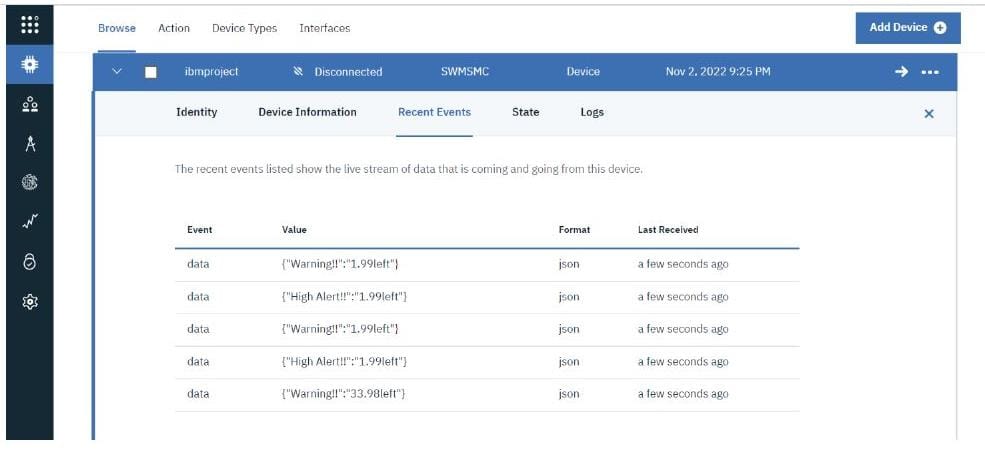 Browse Action Device Types Interfaces Add Device
ibmproject Disconnected SWMSMC Device Nov 2, 2022 9:25 PM
Identity Device Information Recent Events State Logs
The recent events listed show the live stream of data that is coming and going from this device.
Event Value Format Last Received
data {"Warning!!":"1.99left"} json a few seconds ago
data {"High Alert!!":"1.99left"} json a few seconds ago
data {"Warning!!":"1.99left"} json a few seconds ago
data {"High Alert!!":"1.99left"} json a few seconds ago
data {"Warning!!":"33.98left"} json a few seconds ago